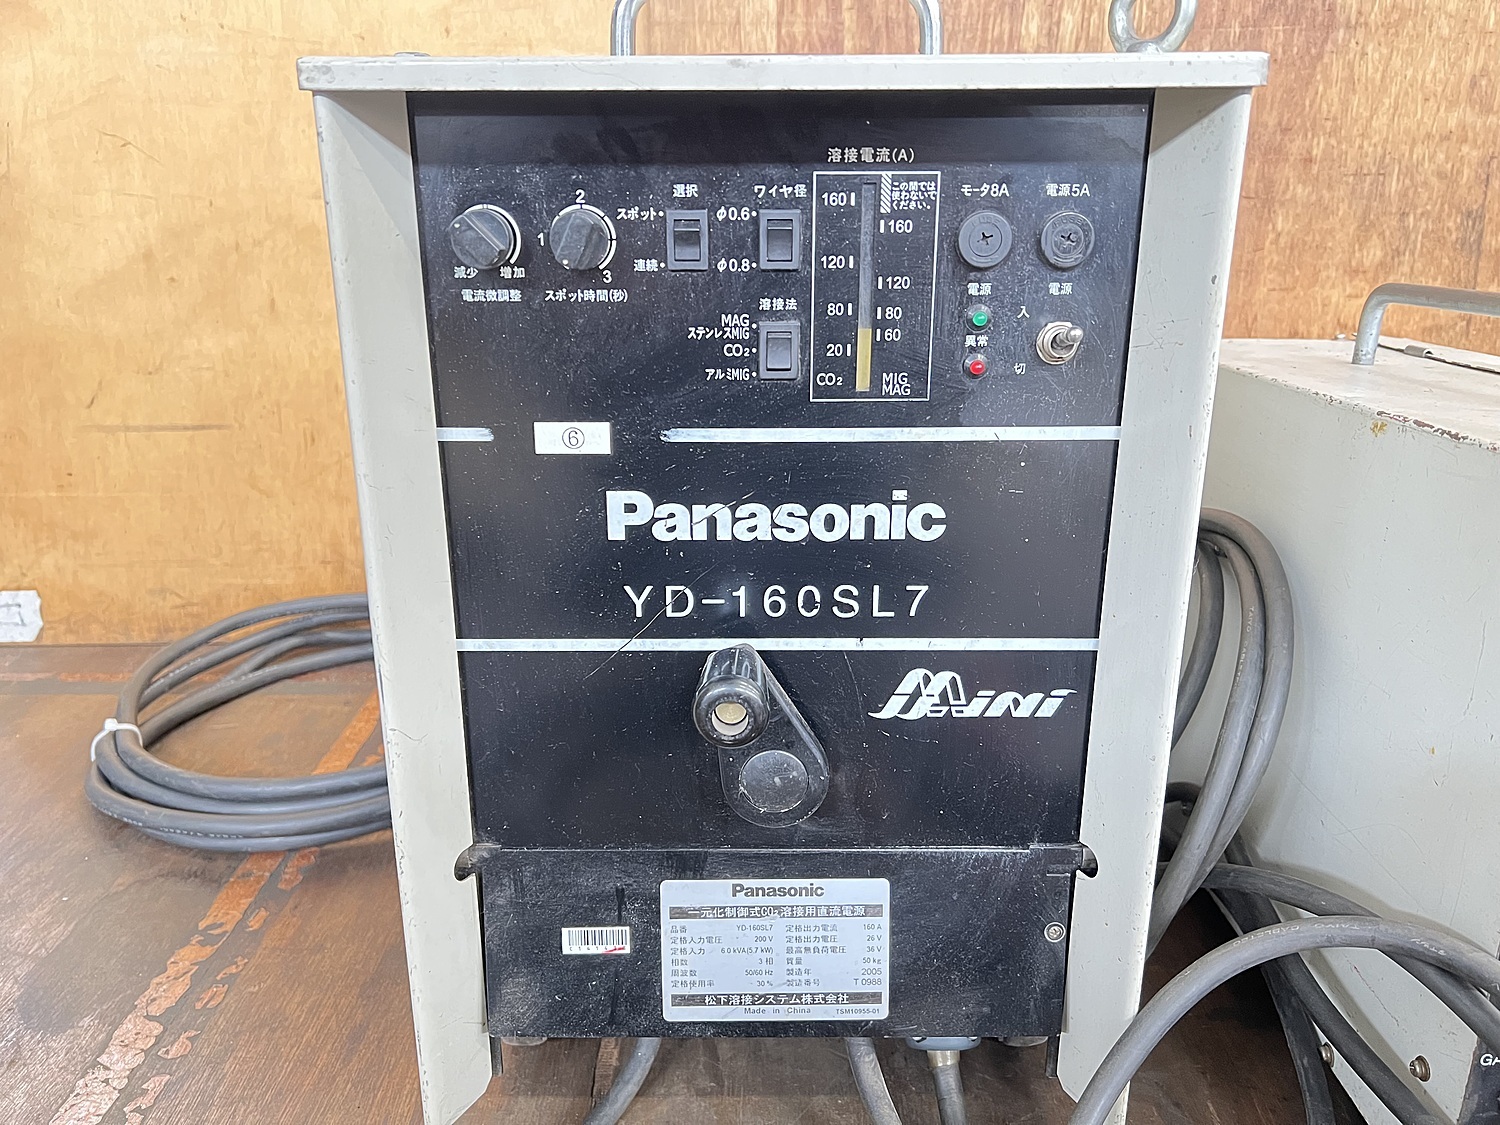 溶接電流(A)
減少 増加
電流微調整
1 2 3
スポット時間(秒)
選択
スポット
連続
ワイヤ径
φ0.6
φ0.8
溶接法
MAG
ステンレスMIG
CO₂
アルミMIG
160
120
80
20
CO₂
この間では
使わないで
ください。
160
120
80
60
MIG
MAG
モータ8A
電源5A
電源
異常
電源
入
切
⑥
Panasonic
YD-160SL7
Mini
Panasonic
一元化制御式CO₂溶接用直流電源
品番 YD-160SL7 定格出力電流 160 A
定格入力電圧 200 V 定格出力電圧 26 V
定格入力 6.0 kVA(5.7 kW) 最高無負荷電圧 36 V
相数 3 相 質量 50 kg
周波数 50/60 Hz 製造年 2005
定格使用率 30 % 製造番号 T 0988
松下溶接システム株式会社
Made in China TSM10955-01